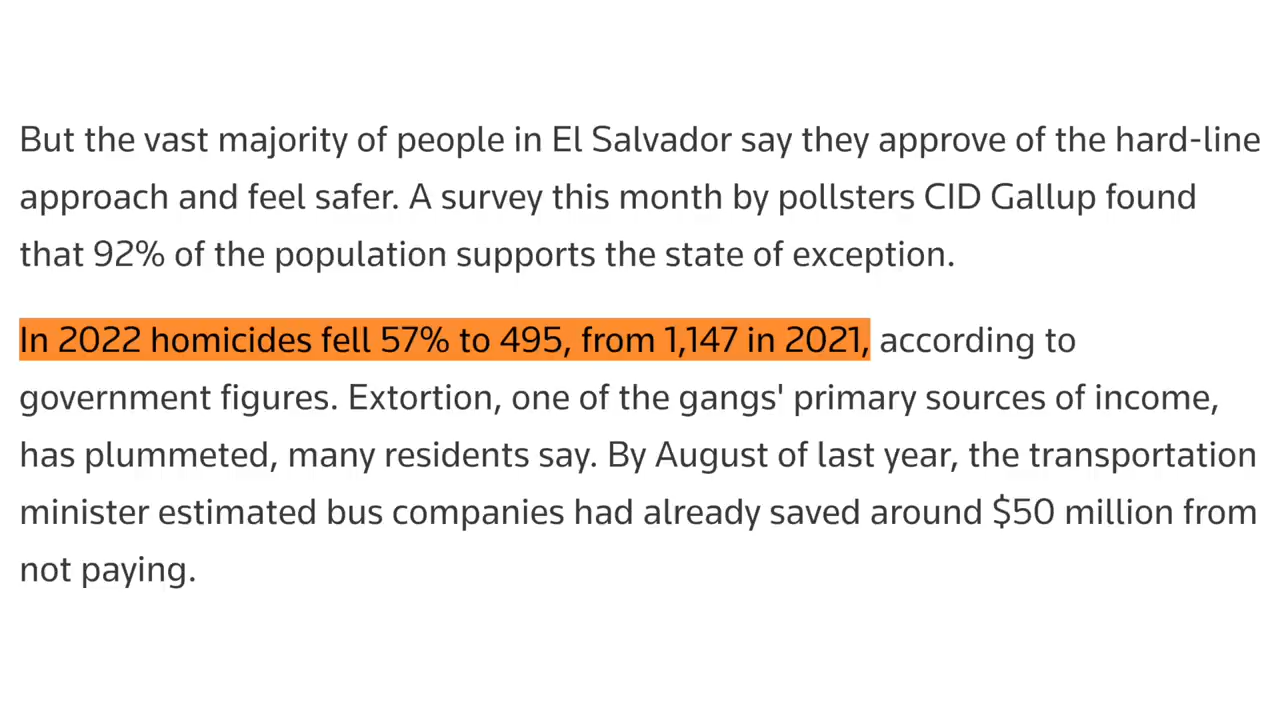 But the vast majority of people in El Salvador say they approve of the hard-line
approach and feel safer. A survey this month by pollsters CID Gallup found
that 92% of the population supports the state of exception.
In 2022 homicides fell 57% to 495, from 1,147 in 2021, according to
government figures. Extortion, one of the gangs' primary sources of income,
has plummeted, many residents say. By August of last year, the transportation
minister estimated bus companies had already saved around $50 million from
not paying.